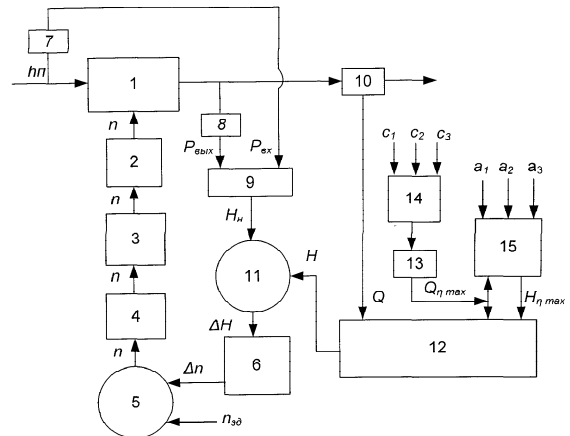 7
hп
1
10
n
8
c₁ c₂ c₃
Pвых
Pвх
2
9
14
a₁ a₂ a₃
n
Hн
3
15
H
11
13
n
Qη max
Hη max
4
Q
ΔH
12
n
6
Δn
5
nзд